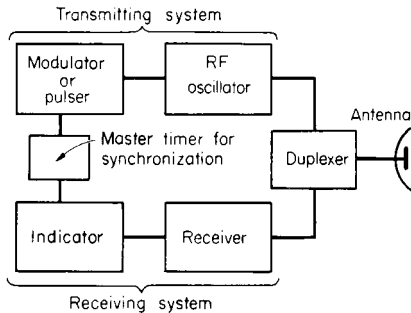 Transmitting system
Modulator
or
pulser
RF
oscillator
Antenna
Master timer for
synchronization
Duplexer
Indicator
Receiver
Receiving system